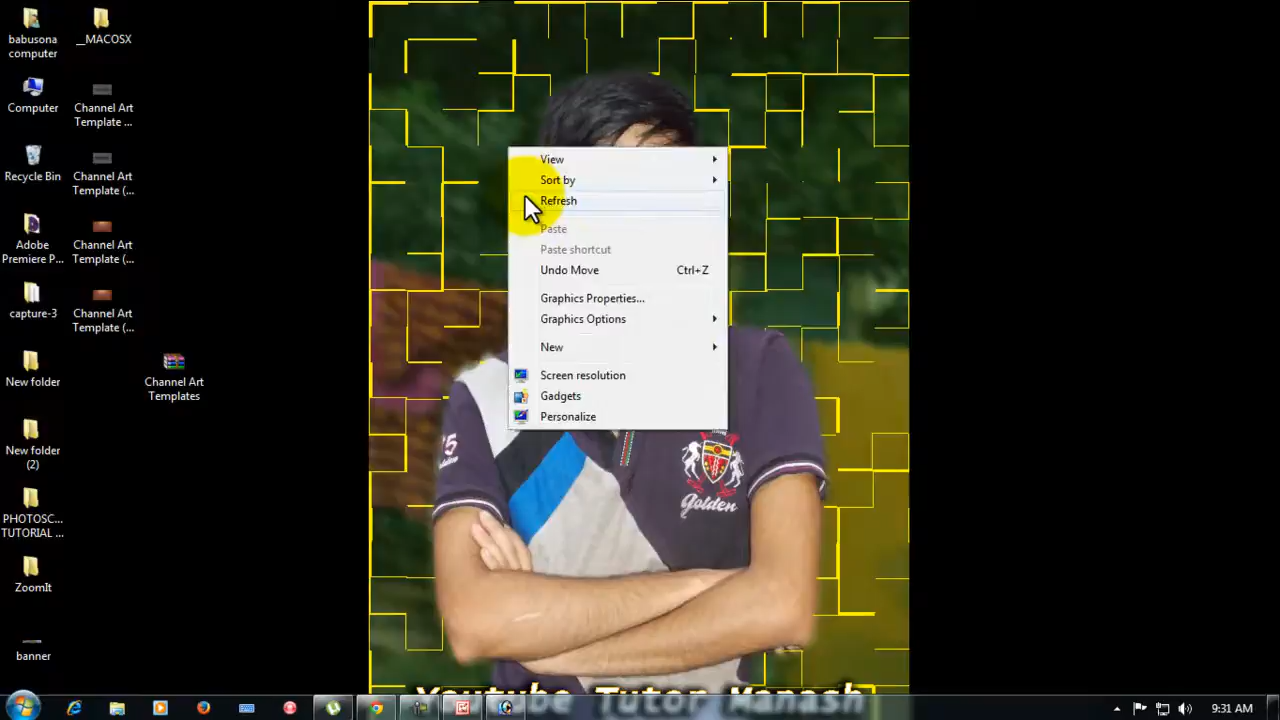 babusona
computer
__MACOSX
Computer
Channel Art
Template ...
Recycle Bin
Channel Art
Template (...
Adobe
Premiere P...
Channel Art
Template (...
capture-3
Channel Art
Template (...
New folder
Channel Art
Templates
New folder
(2)
PHOTOSC...
TUTORIAL ...
ZoomIt
banner
View
Sort by
Refresh
Paste
Paste shortcut
Undo Move Ctrl+Z
Graphics Properties...
Graphics Options
New
Screen resolution
Gadgets
Personalize
golden
Youtube Tutor Manash
9:31 AM